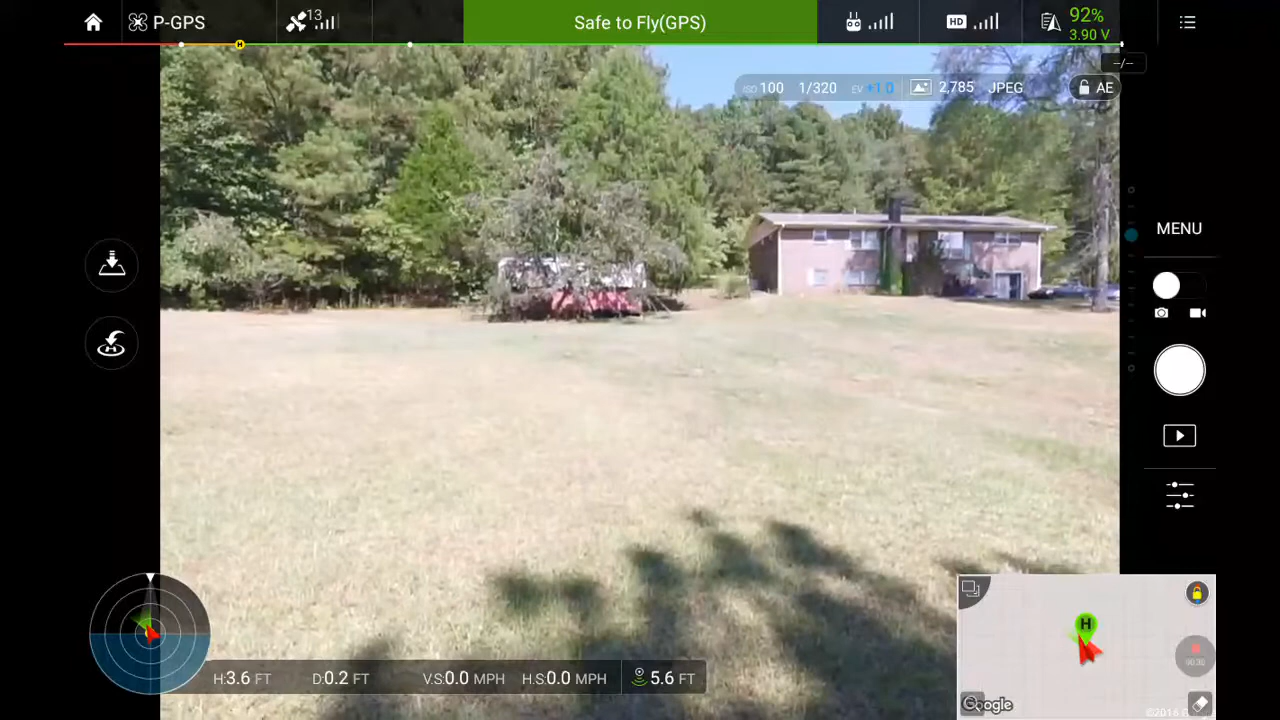 P-GPS
13
Safe to Fly(GPS)
HD
92%
3.90 V
H
--/--
ISO 100 1/320 EV +1.0 2,785 JPEG
AE
MENU
H
H:3.6 FT D:0.2 FT V.S:0.0 MPH H.S:0.0 MPH 5.6 FT
H
Google